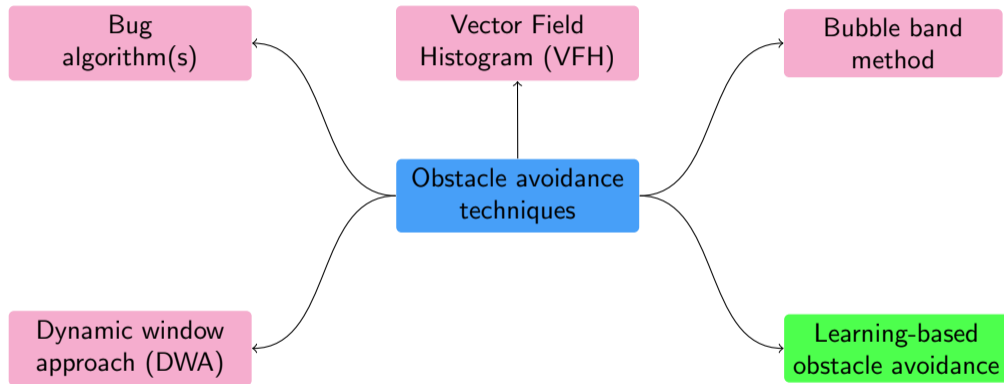 Bug
algorithm(s)
Vector Field
Histogram (VFH)
Bubble band
method
Obstacle avoidance
techniques
Dynamic window
approach (DWA)
Learning-based
obstacle avoidance